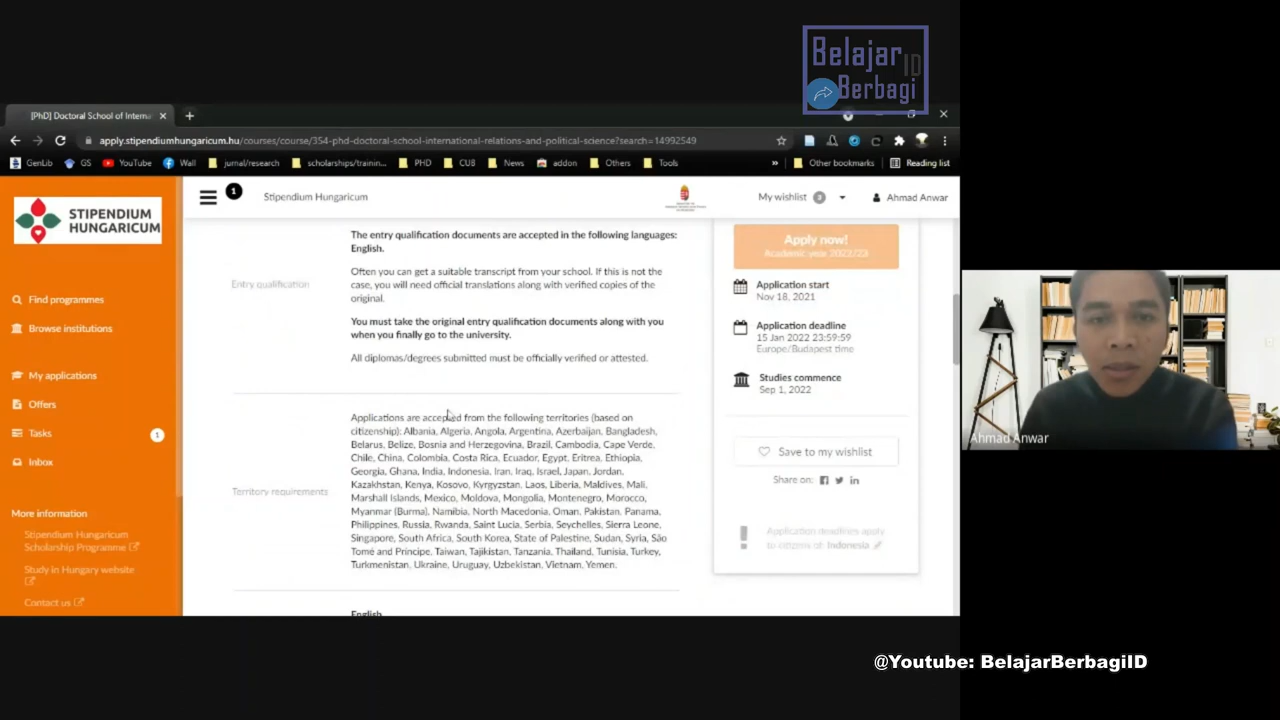 Belajar
ID
Berbagi
[PhD] Doctoral School of Interna
apply.stipendiumhungaricum.hu/courses/course/354-phd-doctoral-school-international-relations-and-political-science?search=14992549
GenLib
GS
YouTube
Wall
jurnal/research
scholarships/trainin...
PHD
CUB
News
addon
Others
Tools
»
Other bookmarks
Reading list
STIPENDIUM
HUNGARICUM
1
Stipendium Hungaricum
My wishlist
Ahmad Anwar
Find programmes
Browse institutions
My applications
Offers
Tasks
1
Inbox
More information
Stipendium Hungaricum
Scholarship Programme
Study in Hungary website
Contact us
Entry qualification
The entry qualification documents are accepted in the following languages:
English.
Often you can get a suitable transcript from your school. If this is not the
case, you will need official translations along with verified copies of the
original.
You must take the original entry qualification documents along with you
when you finally go to the university.
All diplomas/degrees submitted must be officially verified or attested.
Territory requirements
Applications are accepted from the following territories (based on
citizenship): Albania, Algeria, Angola, Argentina, Azerbaijan, Bangladesh,
Belarus, Belize, Bosnia and Herzegovina, Brazil, Cambodia, Cape Verde,
Chile, China, Colombia, Costa Rica, Ecuador, Egypt, Eritrea, Ethiopia,
Georgia, Ghana, India, Indonesia, Iran, Iraq, Israel, Japan, Jordan,
Kazakhstan, Kenya, Kosovo, Kyrgyzstan, Laos, Liberia, Maldives, Mali,
Marshall Islands, Mexico, Moldova, Mongolia, Montenegro, Morocco,
Myanmar (Burma), Namibia, North Macedonia, Oman, Pakistan, Panama,
Philippines, Russia, Rwanda, Saint Lucia, Serbia, Seychelles, Sierra Leone,
Singapore, South Africa, South Korea, State of Palestine, Sudan, Syria, São
Tomé and Príncipe, Taiwan, Tajikistan, Tanzania, Thailand, Tunisia, Turkey,
Turkmenistan, Ukraine, Uruguay, Uzbekistan, Vietnam, Yemen.
English
Apply now!
Academic year 2022/23
Application start
Nov 18, 2021
Application deadline
15 Jan 2022 23:59:59
Europe/Budapest time
Studies commence
Sep 1, 2022
Save to my wishlist
Share on:
Application deadlines apply
to citizens of: Indonesia
Ahmad Anwar
@Youtube: BelajarBerbagiID